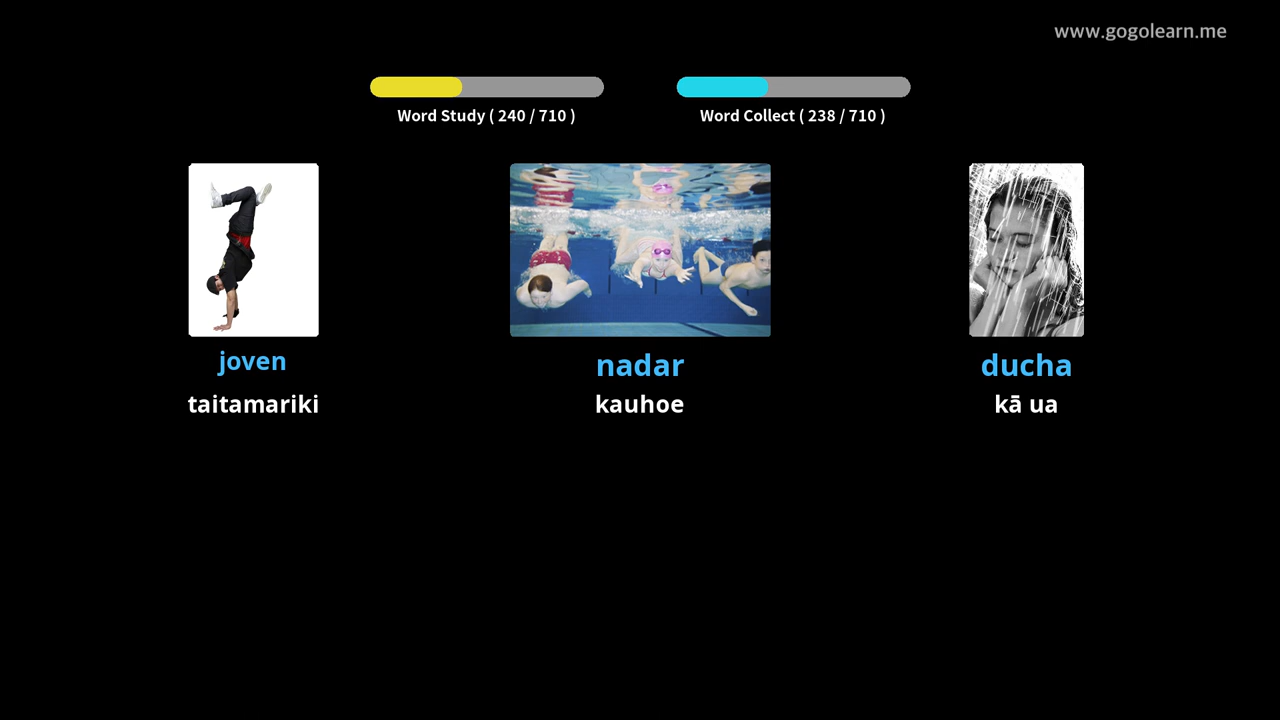 www.gogolearn.me
Word Study ( 240 / 710 )
Word Collect ( 238 / 710 )
joven
nadar
ducha
taitamariki
kauhoe
kā ua